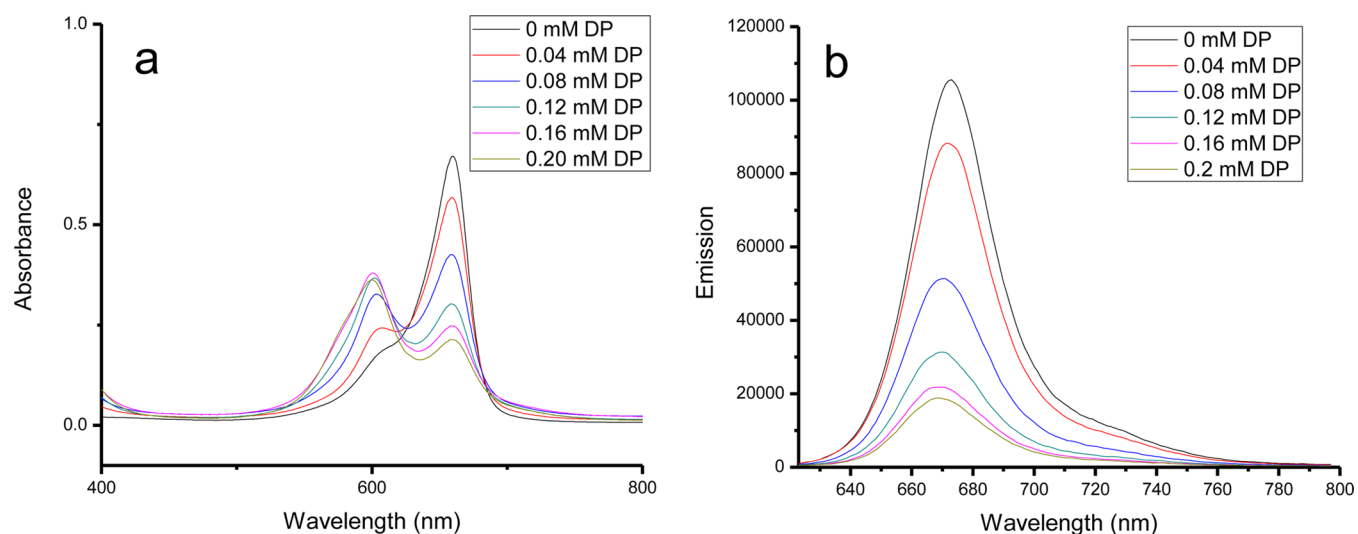 a
1.0
0.5
0.0
Absorbance
400
600
800
Wavelength (nm)
0 mM DP
0.04 mM DP
0.08 mM DP
0.12 mM DP
0.16 mM DP
0.20 mM DP
b
120000
100000
80000
60000
40000
20000
0
Emission
640
660
680
700
720
740
760
780
800
Wavelength (nm)
0 mM DP
0.04 mM DP
0.08 mM DP
0.12 mM DP
0.16 mM DP
0.2 mM DP